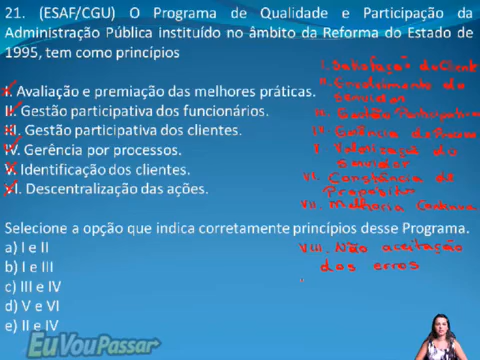 21. (ESAF/CGU) O Programa de Qualidade e Participação da
Administração Pública instituído no âmbito da Reforma do Estado de
1995, tem como princípios
I. Avaliação e premiação das melhores práticas.
II. Gestão participativa dos funcionários.
III. Gestão participativa dos clientes.
IV. Gerência por processos.
V. Identificação dos clientes.
VI. Descentralização das ações.
Selecione a opção que indica corretamente princípios desse Programa.
a) I e II
b) I e III
c) III e IV
d) V e VI
e) II e IV
I. Satisfação do Cliente
II. Envolvimento do
Servidor
III. Gestão Participativa
IV. Gerência de Processos
V. Valorização do
Servidor
VI. Constância de
Propósitos
VII. Melhoria Contínua
VIII. Não aceitação
dos erros
EuVouPassar